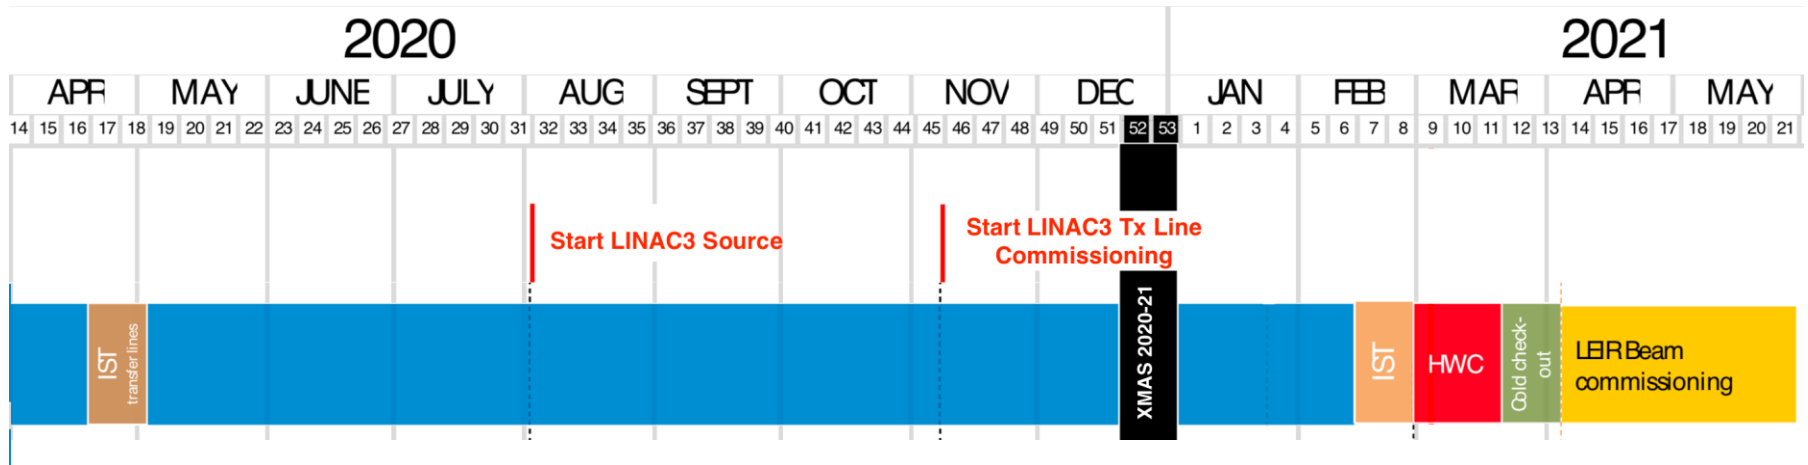 2020 2021
APR MAY JUNE JULY AUG SEPT OCT NOV DEC JAN FEB MAR APR MAY
14 15 16 17 18 19 20 21 22 23 24 25 26 27 28 29 30 31 32 33 34 35 36 37 38 39 40 41 42 43 44 45 46 47 48 49 50 51 52 53 1 2 3 4 5 6 7 8 9 10 11 12 13 14 15 16 17 18 19 20 21
Start LINAC3 Source
Start LINAC3 Tx Line
Commissioning
IST
transfer lines
XMAS 2020-21
IST
HWC
Cold check-
out
LEIR Beam
commissioning